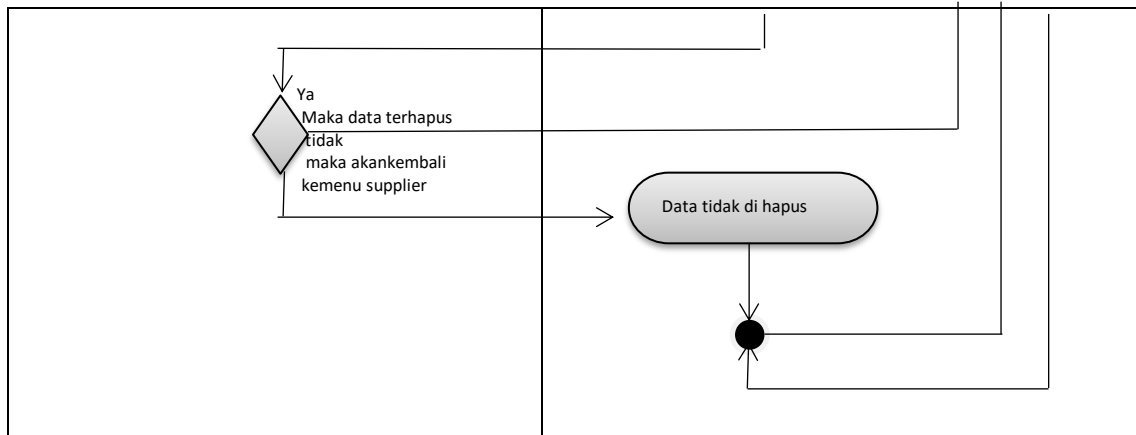 Ya
Maka data terhapus
tidak
maka akankembali
kemenu supplier
Data tidak di hapus